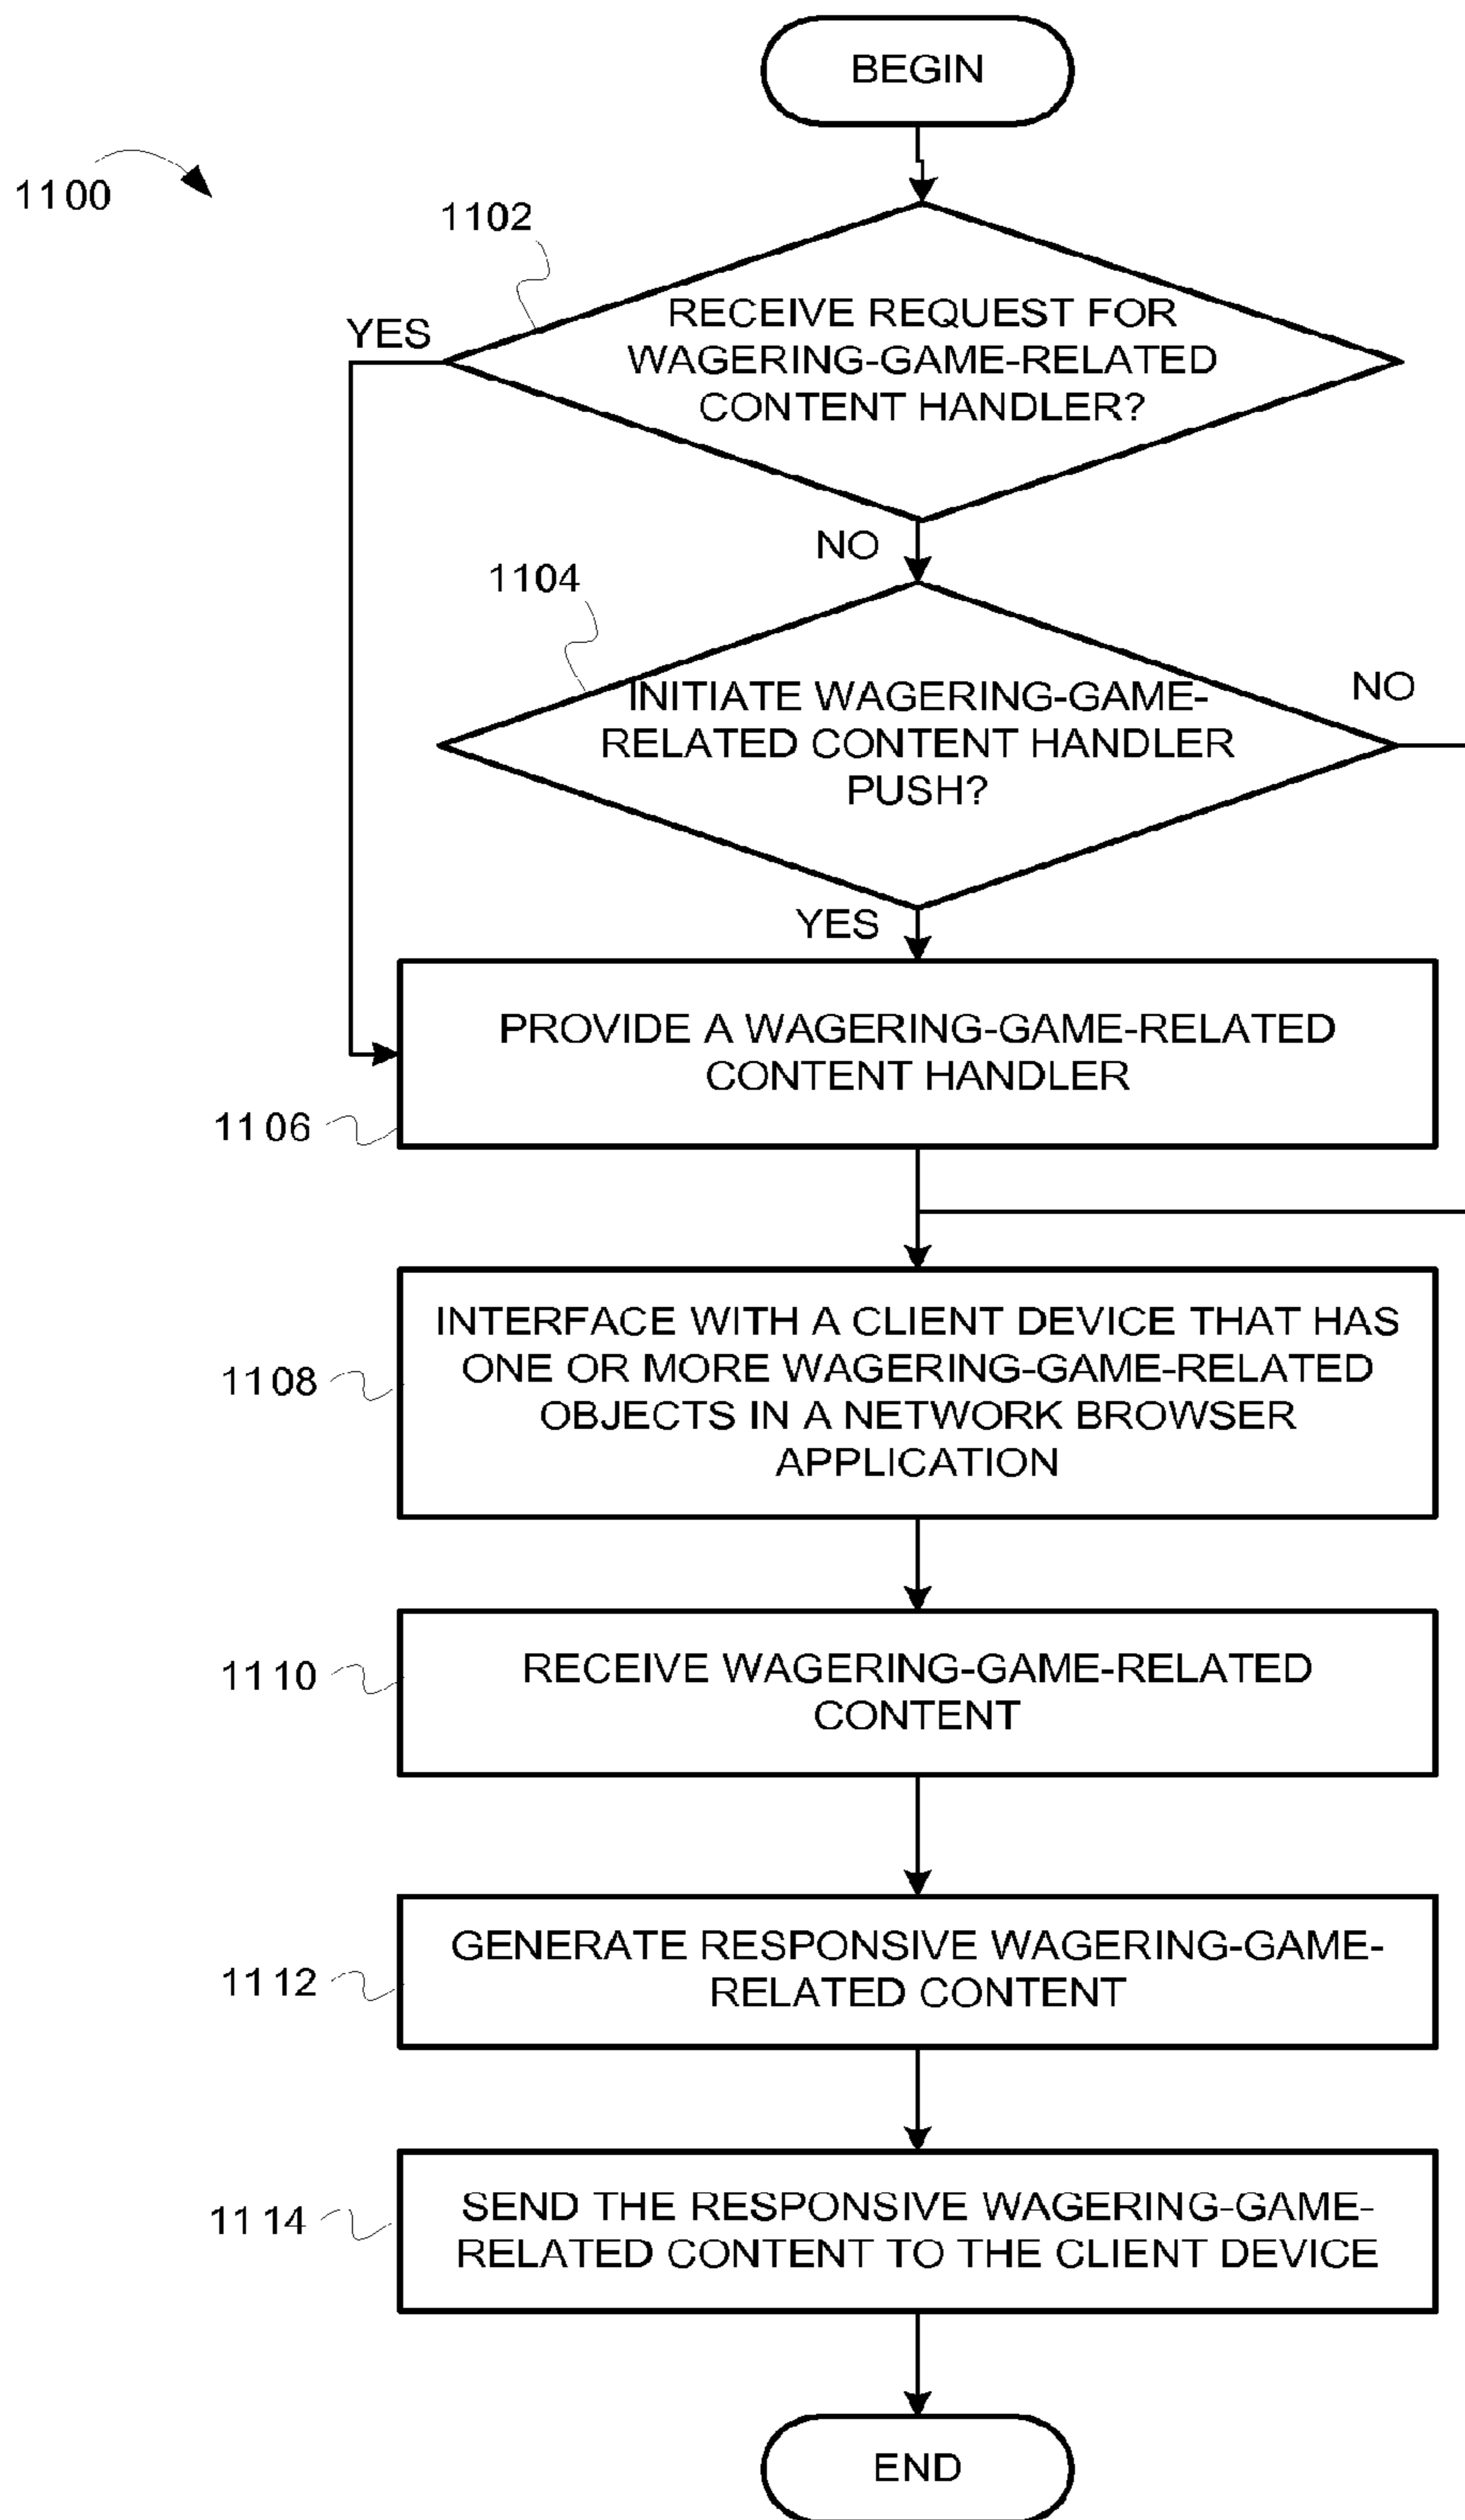 BEGIN
1100
1102
YES
RECEIVE REQUEST FOR
WAGERING-GAME-RELATED
CONTENT HANDLER?
NO
1104
INITIATE WAGERING-GAME-
RELATED CONTENT HANDLER
PUSH?
NO
YES
PROVIDE A WAGERING-GAME-RELATED
CONTENT HANDLER
1106
INTERFACE WITH A CLIENT DEVICE THAT HAS
ONE OR MORE WAGERING-GAME-RELATED
OBJECTS IN A NETWORK BROWSER
APPLICATION
1108
RECEIVE WAGERING-GAME-RELATED
CONTENT
1110
GENERATE RESPONSIVE WAGERING-GAME-
RELATED CONTENT
1112
SEND THE RESPONSIVE WAGERING-GAME-
RELATED CONTENT TO THE CLIENT DEVICE
1114
END